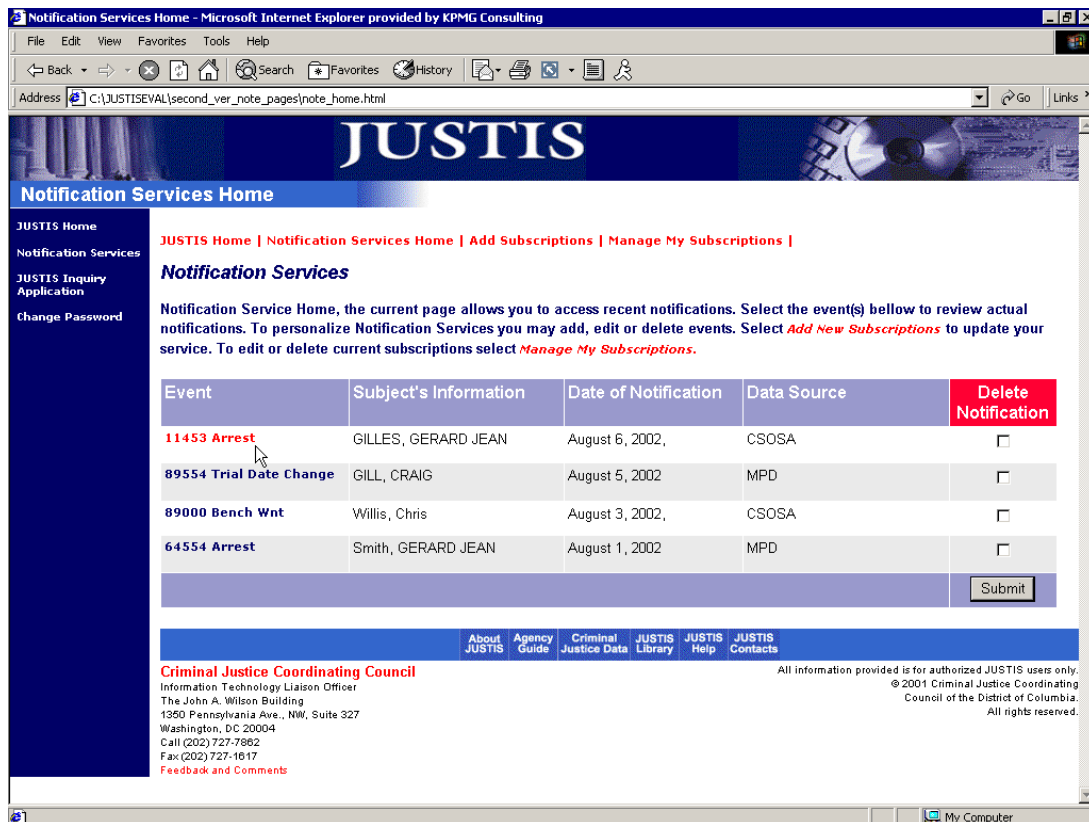 Notification Services Home - Microsoft Internet Explorer provided by KPMG Consulting
File Edit View Favorites Tools Help
Back Search Favorites History
Address C:\JUSTISEVAL\second_ver_note_pages\note_home.html Go Links
JUSTIS
Notification Services Home
JUSTIS Home
Notification Services
JUSTIS Inquiry
Application
Change Password
JUSTIS Home | Notification Services Home | Add Subscriptions | Manage My Subscriptions |
Notification Services
Notification Service Home, the current page allows you to access recent notifications. Select the event(s) bellow to review actual
notifications. To personalize Notification Services you may add, edit or delete events. Select Add New Subscriptions to update your
service. To edit or delete current subscriptions select Manage My Subscriptions.
Event Subject's Information Date of Notification Data Source Delete
Notification
11453 Arrest GILLES, GERARD JEAN August 6, 2002, CSOSA
89554 Trial Date Change GILL, CRAIG August 5, 2002 MPD
89000 Bench Wnt Willis, Chris August 3, 2002, CSOSA
64554 Arrest Smith, GERARD JEAN August 1, 2002 MPD
Submit
About Agency Criminal JUSTIS JUSTIS JUSTIS
JUSTIS Guide Justice Data Library Help Contacts
Criminal Justice Coordinating Council
Information Technology Liaison Officer
The John A. Wilson Building
1350 Pennsylvania Ave., NW, Suite 327
Washington, DC 20004
Call (202) 727-7862
Fax (202) 727-1617
Feedback and Comments
All information provided is for authorized JUSTIS users only.
© 2001 Criminal Justice Coordinating
Council of the District of Columbia.
All rights reserved.
My Computer